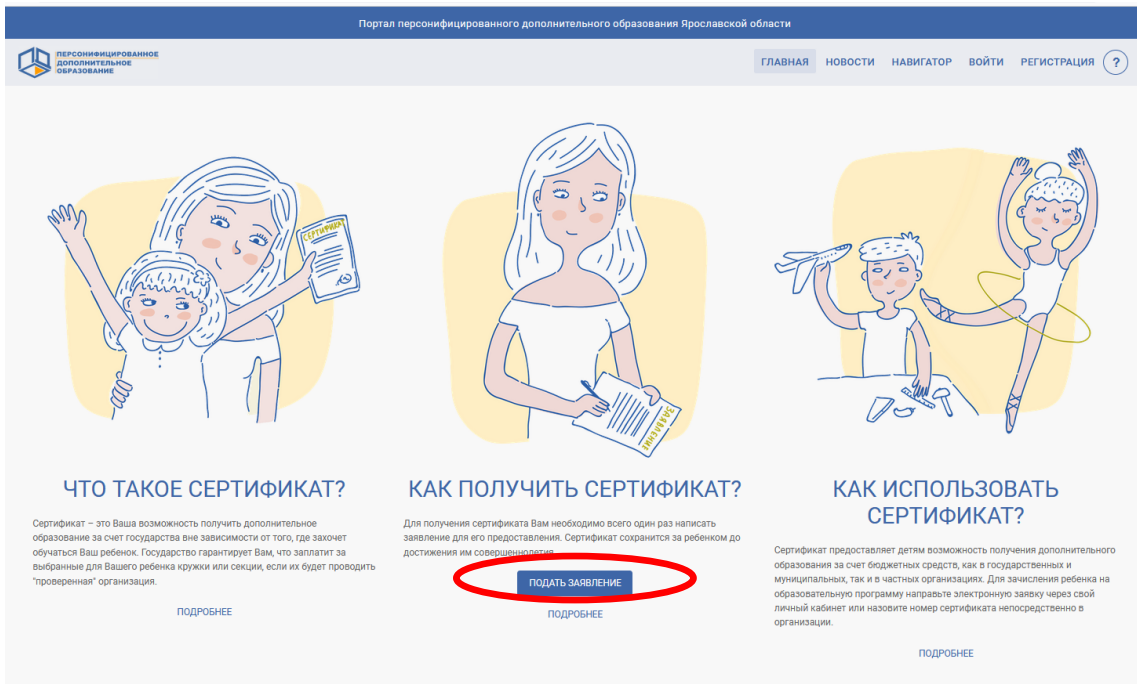 Портал персонифицированного дополнительного образования Ярославской области
ПЕРСОНИФИЦИРОВАННОЕ
ДОПОЛНИТЕЛЬНОЕ
ОБРАЗОВАНИЕ
ГЛАВНАЯ НОВОСТИ НАВИГАТОР ВОЙТИ РЕГИСТРАЦИЯ ?
СЕРТИФИКАТ
ЗАЯВЛЕНИЕ
ЧТО ТАКОЕ СЕРТИФИКАТ?
Сертификат – это Ваша возможность получить дополнительное
образование за счет государства вне зависимости от того, где захочет
обучаться Ваш ребенок. Государство гарантирует Вам, что заплатит за
выбранные для Вашего ребенка кружки или секции, если их будет проводить
"проверенная" организация.
ПОДРОБНЕЕ
КАК ПОЛУЧИТЬ СЕРТИФИКАТ?
Для получения сертификата Вам необходимо всего один раз написать
заявление для его предоставления. Сертификат сохранится за ребенком до
достижения им совершеннолетия.
ПОДАТЬ ЗАЯВЛЕНИЕ
ПОДРОБНЕЕ
КАК ИСПОЛЬЗОВАТЬ
СЕРТИФИКАТ?
Сертификат предоставляет детям возможность получения дополнительного
образования за счет бюджетных средств, как в государственных и
муниципальных, так и в частных организациях. Для зачисления ребенка на
образовательную программу направьте электронную заявку через свой
личный кабинет или назовите номер сертификата непосредственно в
организации.
ПОДРОБНЕЕ